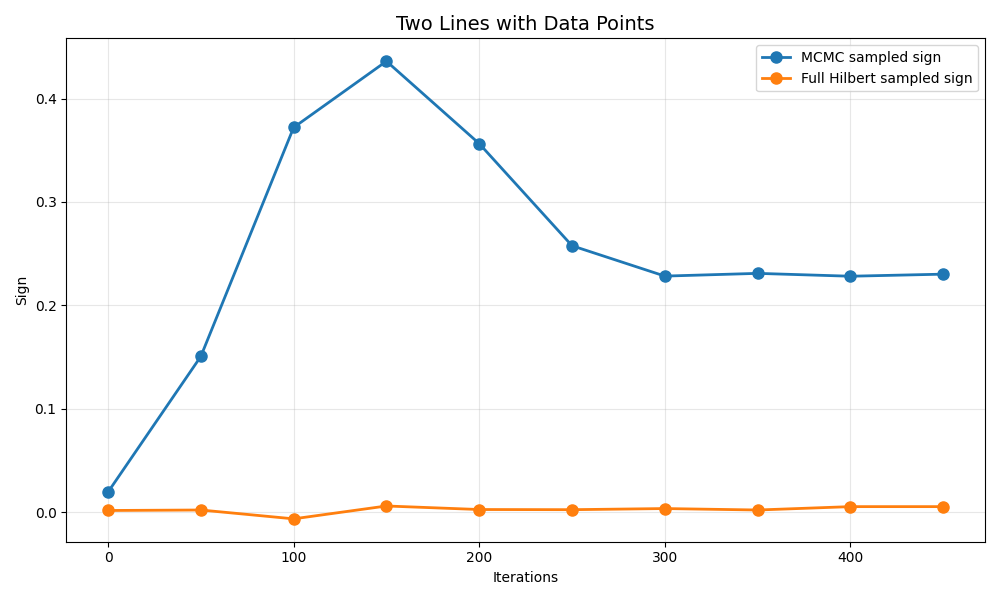 Two Lines with Data Points
MCMC sampled sign
Full Hilbert sampled sign
Sign
0.4
0.3
0.2
0.1
0.0
0
100
200
300
400
Iterations